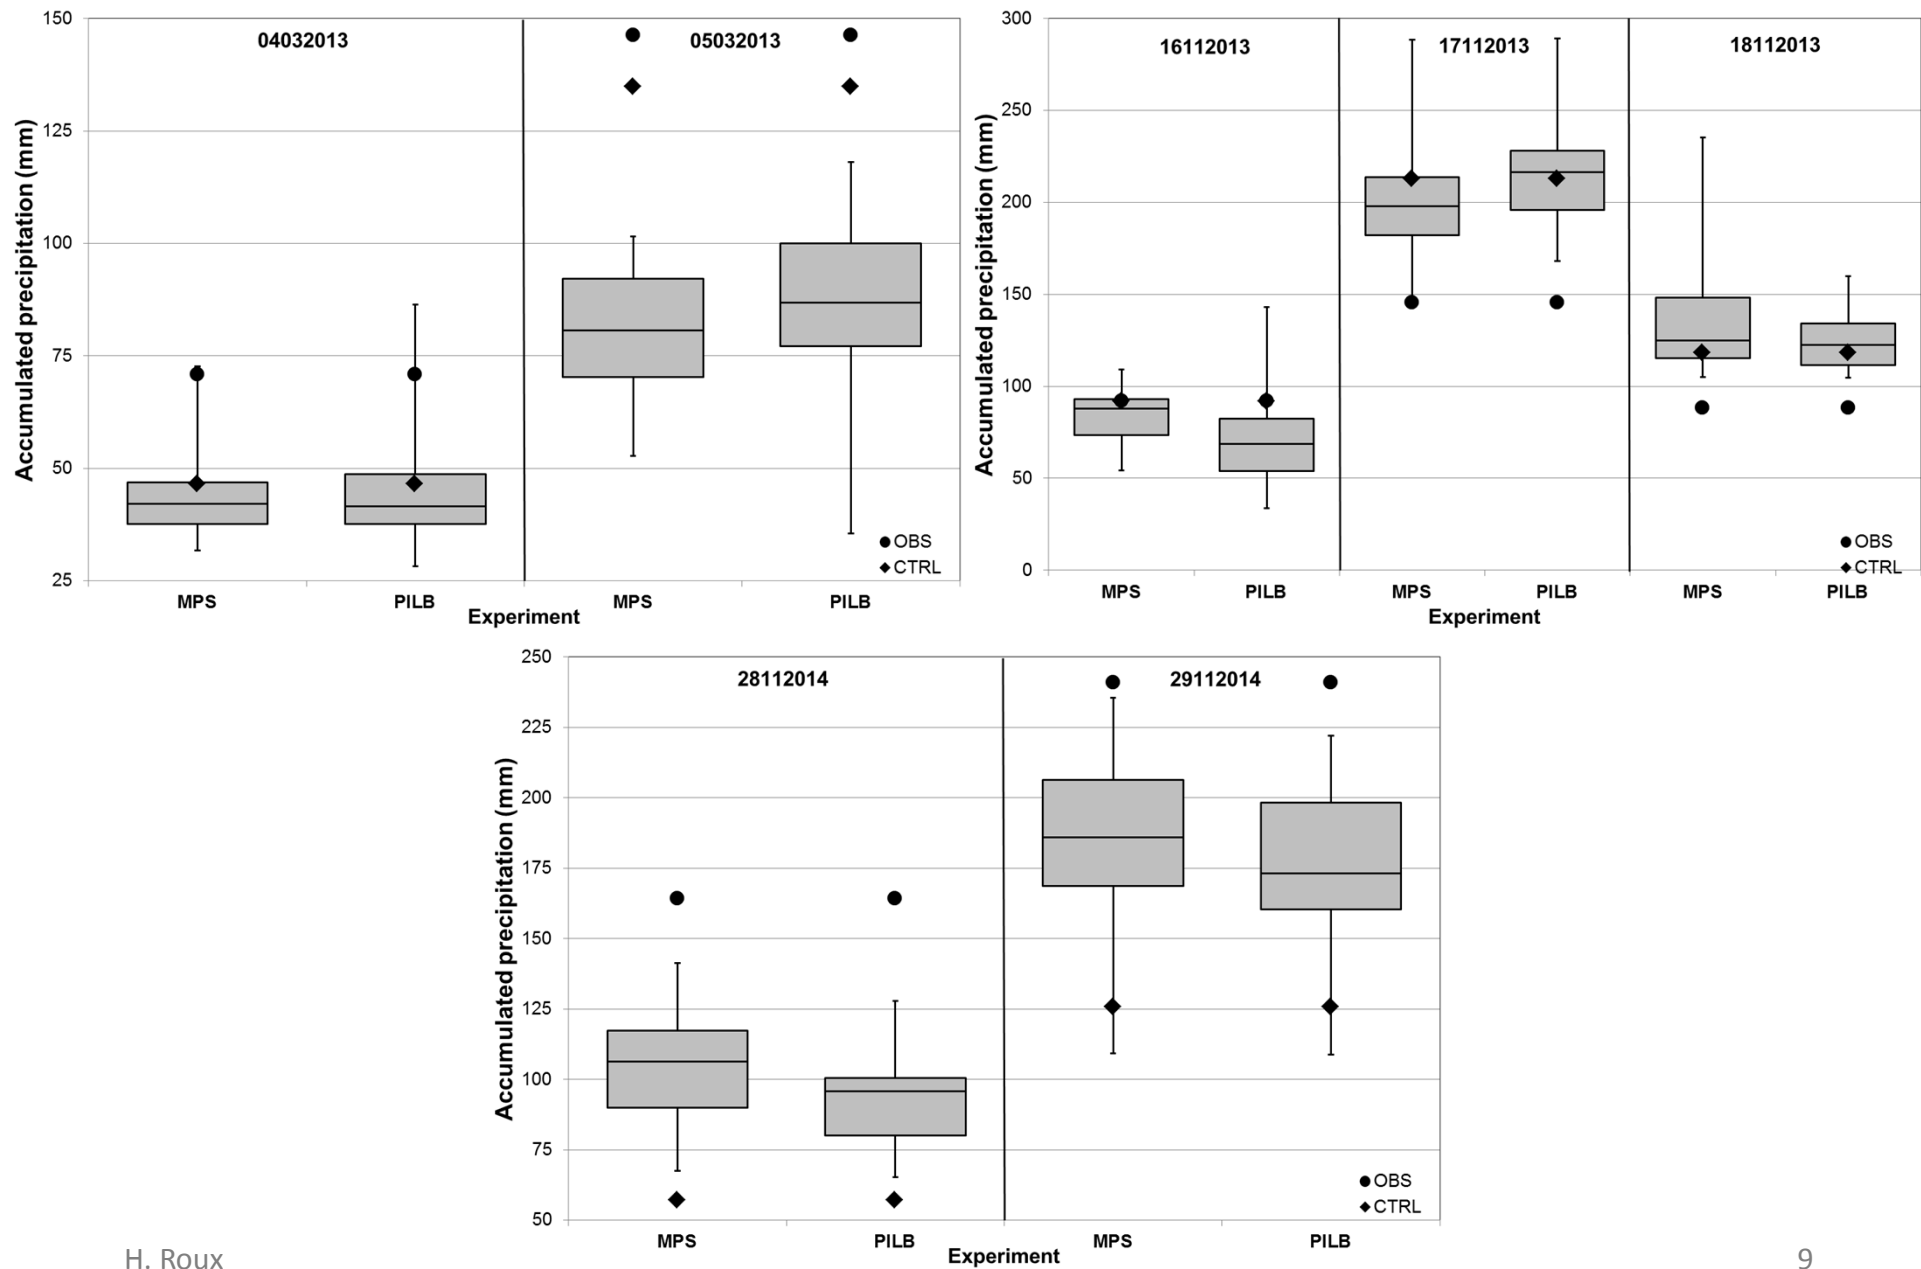 Accumulated precipitation (mm)
150
125
100
75
50
25
04032013
05032013
OBS
CTRL
MPS
PILB
MPS
PILB
Experiment
Accumulated precipitation (mm)
300
250
200
150
100
50
0
16112013
17112013
18112013
OBS
CTRL
MPS
PILB
MPS
PILB
MPS
PILB
Experiment
Accumulated precipitation (mm)
250
225
200
175
150
125
100
75
50
28112014
29112014
OBS
CTRL
MPS
PILB
MPS
PILB
Experiment
H. Roux
9